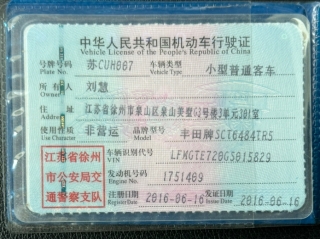 中华人民共和国机动车行驶证
Vehicle License of the People's Republic of China
号牌号码 苏CUH807 车辆类型 小型普通客车
Plate No. Vehicle Type
所有人 刘慧
Owner
住址 江苏省徐州市泉山区泉山美墅G2号楼3单元301室
Address
使用性质 非营运 品牌型号 丰田牌SCT6484TRS
Use Character Model
江苏省徐州
市公安局交
通警察支队
车辆识别代号 LFMGTE720GS015829
VIN
发动机号码 1751489
Engine No.
注册日期 2016-06-16 发证日期 2016-06-16
Register Date Issue Date